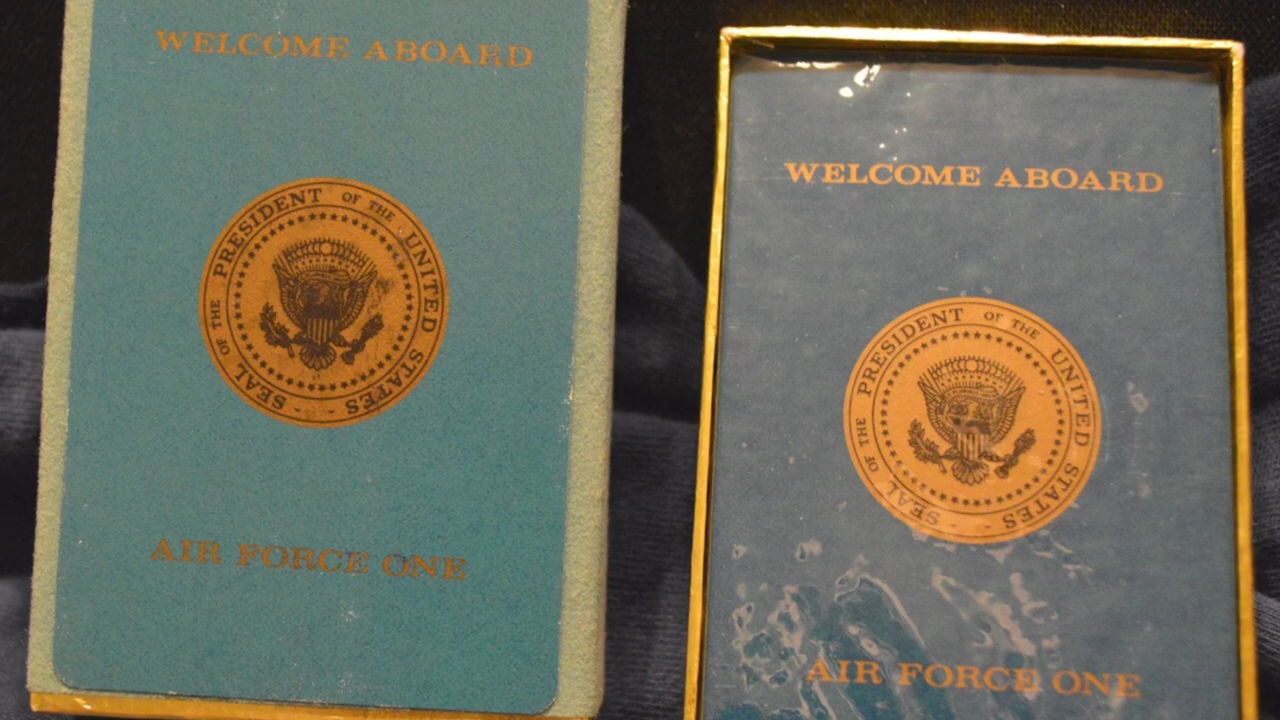 WELCOME ABOARD
SEAL OF THE PRESIDENT OF THE UNITED STATES
AIR FORCE ONE
WELCOME ABOARD
SEAL OF THE PRESIDENT OF THE UNITED STATES
AIR FORCE ONE